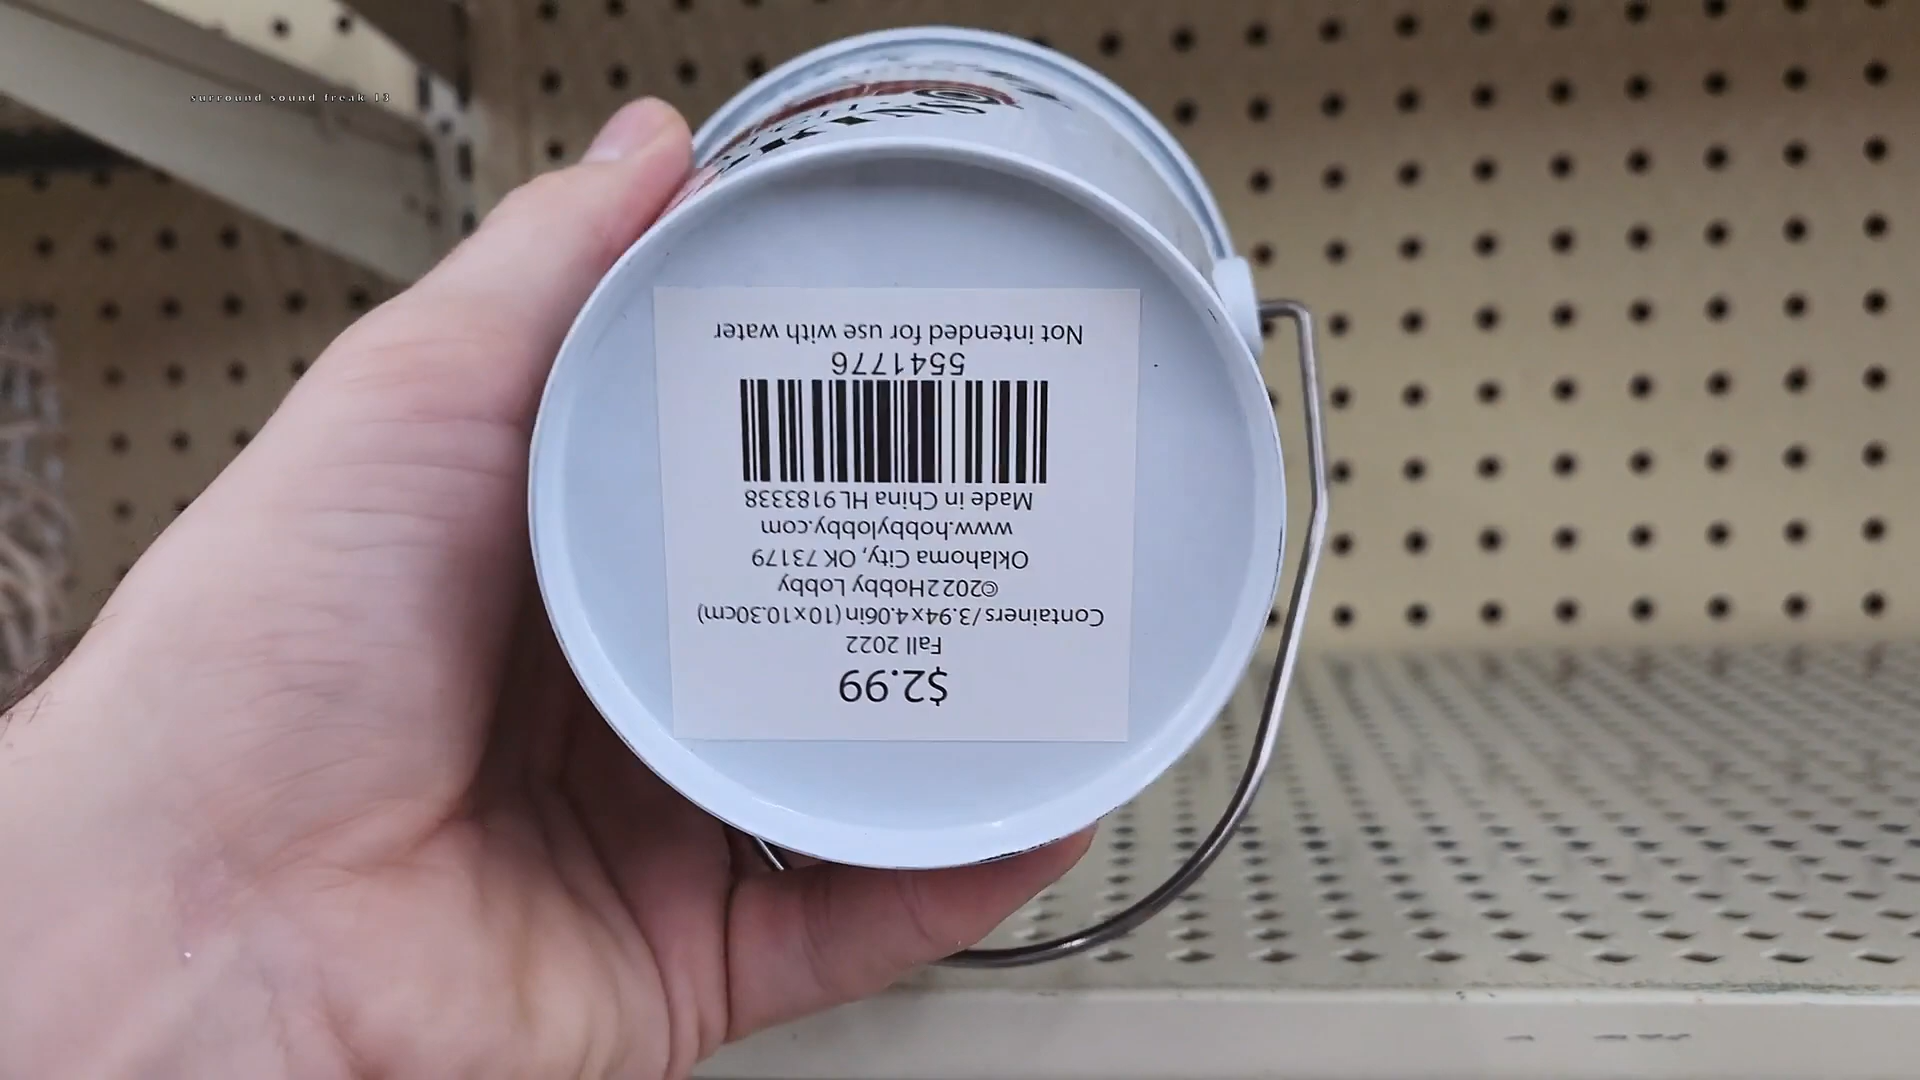 surround sound freak 13
$2.99
Fall 2022
Containers/3.94x4.06in(10x10.30cm)
©2022Hobby Lobby
Oklahoma City, OK 73179
www.hobbylobby.com
Made in China HL9183338
5541776
Not intended for use with water